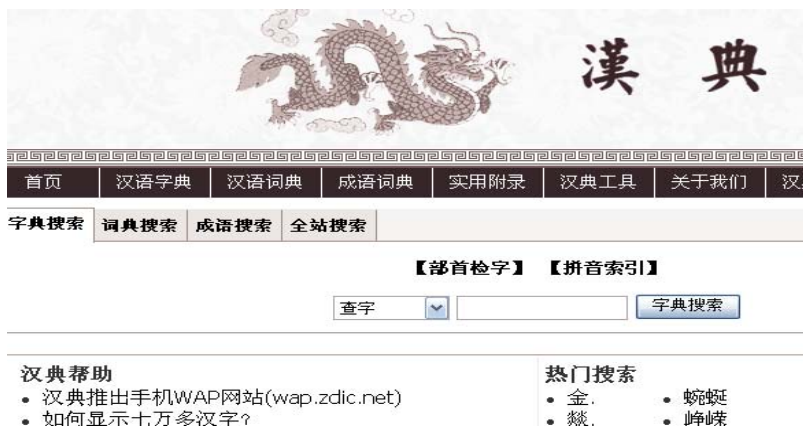 漢典
首页 汉语字典 汉语词典 成语词典 实用附录 汉典工具 关于我们 汉
字典搜索 词典搜索 成语搜索 全站搜索
【部首检字】 【拼音索引】
查字 字典搜索
汉典帮助 热门搜索
• 汉典推出手机WAP网站(wap.zdic.net) • 金. • 蜿蜒
• 如何显示七万多汉字? • 燚. • 峥嵘